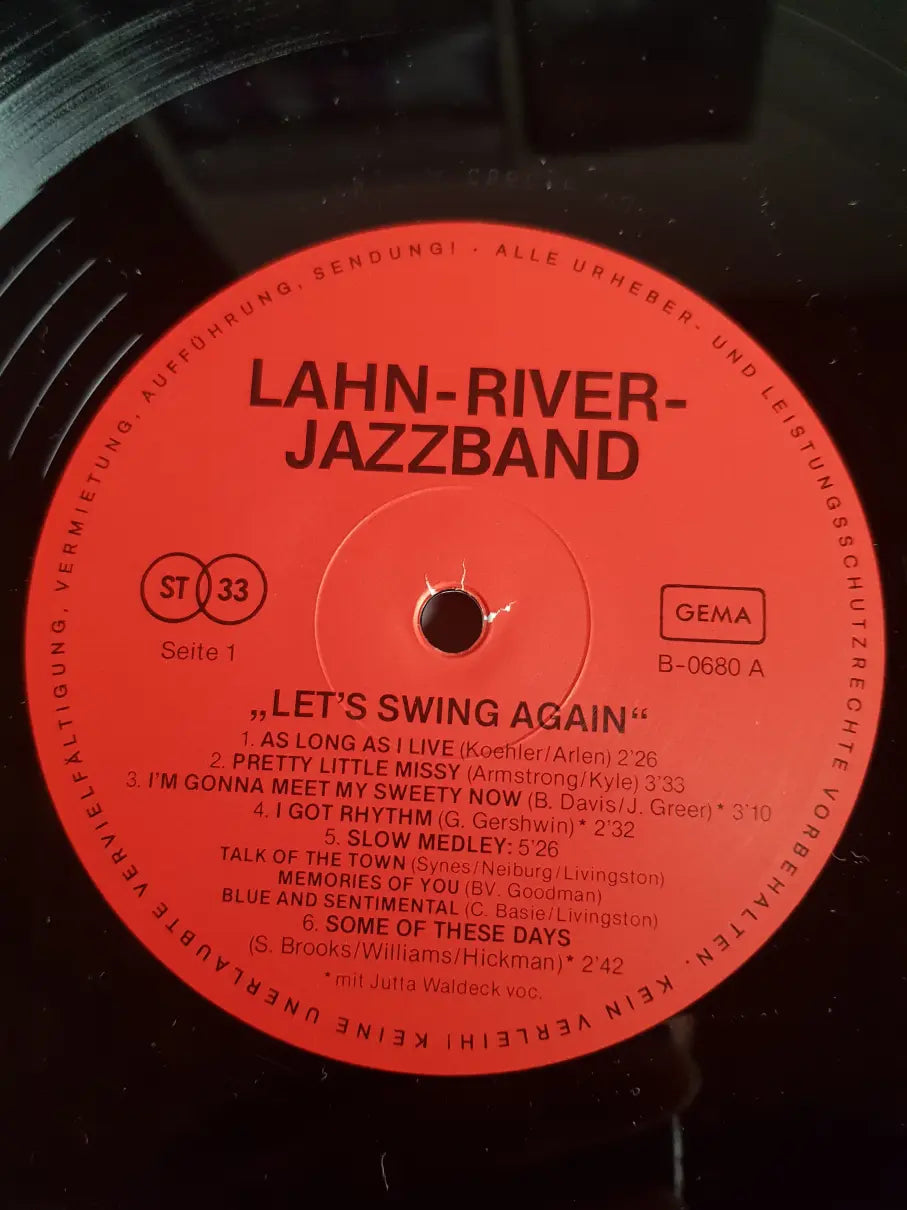 LAHN-RIVER-
JAZZBAND
ST 33
Seite 1
GEMA
B-0680 A
„LET'S SWING AGAIN“
1. AS LONG AS I LIVE (Koehler/Arlen) 2'26
2. PRETTY LITTLE MISSY (Armstrong/Kyle) 3'33
3. I'M GONNA MEET MY SWEETY NOW (B. Davis/J. Greer)* 3'10
4. I GOT RHYTHM (G. Gershwin)* 2'32
5. SLOW MEDLEY: 5'26
TALK OF THE TOWN (Synes/Neiburg/Livingston)
MEMORIES OF YOU (BV. Goodman)
BLUE AND SENTIMENTAL (C. Basie/Livingston)
6. SOME OF THESE DAYS
(S. Brooks/Williams/Hickman)* 2'42
*mit Jutta Waldeck voc.
ALLE URHEBER- UND LEISTUNGSSCHUTZRECHTE VORBEHALTEN. KEIN VERLEIH! KEINE UNERLAUBTE VERVIELFÄLTIGUNG, VERMIETUNG, AUFFÜHRUNG, SENDUNG! ·